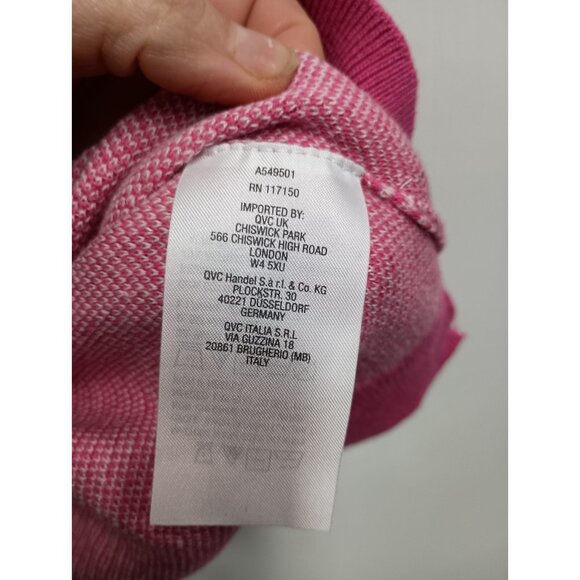 A549501
RN 117150
IMPORTED BY:
QVC UK
CHISWICK PARK
566 CHISWICK HIGH ROAD
LONDON
W4 5XU
QVC Handel S.à r.l. & Co. KG
PLOCKSTR. 30
40221 DÜSSELDORF
GERMANY
QVC ITALIA S.R.L
VIA GUZZINA 18
20861 BRUGHERIO (MB)
ITALY